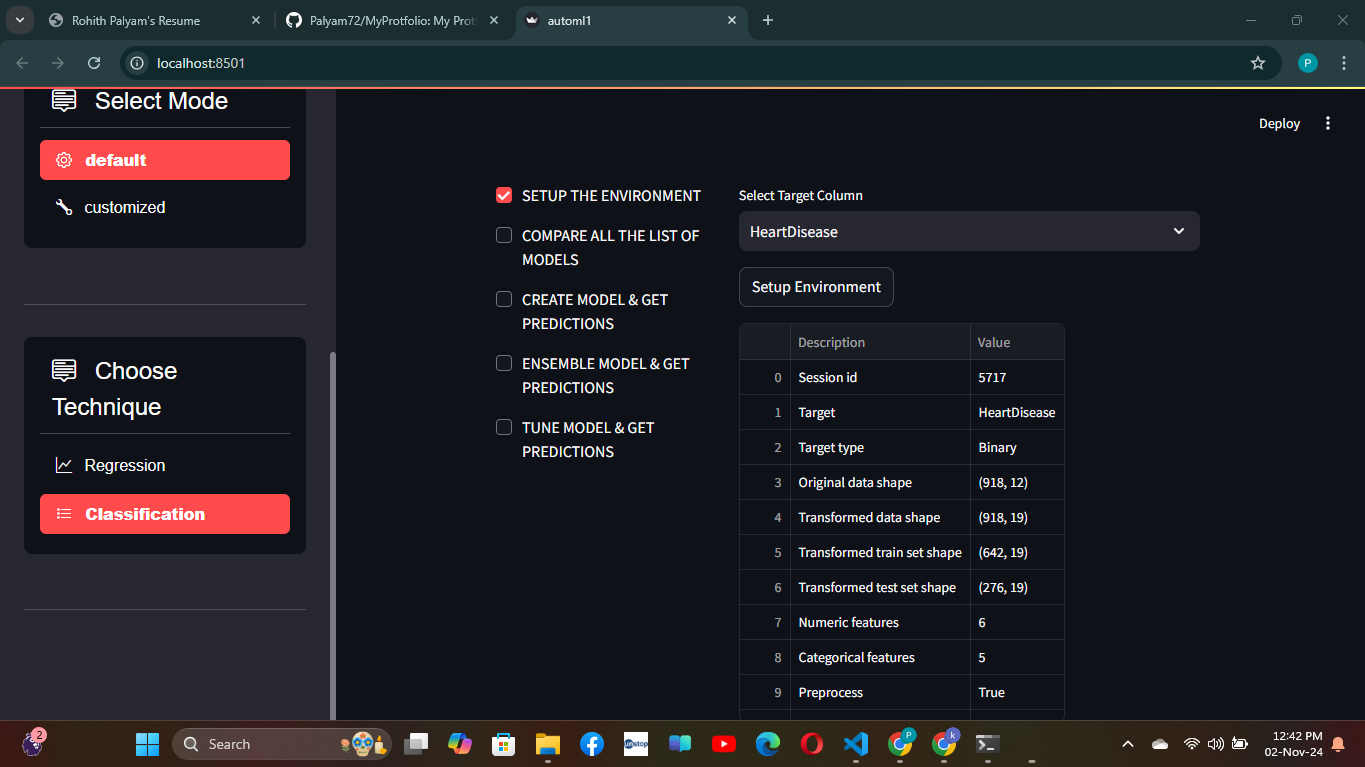 Rohith Palyam's Resume
Palyam72/MyProtfolio: My Prot
automl1
localhost:8501
P
Select Mode
default
customized
Choose
Technique
Regression
Classification
Deploy
SETUP THE ENVIRONMENT
COMPARE ALL THE LIST OF
MODELS
CREATE MODEL & GET
PREDICTIONS
ENSEMBLE MODEL & GET
PREDICTIONS
TUNE MODEL & GET
PREDICTIONS
Select Target Column
HeartDisease
Setup Environment
Description Value
0 Session id 5717
1 Target HeartDisease
2 Target type Binary
3 Original data shape (918, 12)
4 Transformed data shape (918, 19)
5 Transformed train set shape (642, 19)
6 Transformed test set shape (276, 19)
7 Numeric features 6
8 Categorical features 5
9 Preprocess True
2
Search
unstop
P
k
12:42 PM
02-Nov-24